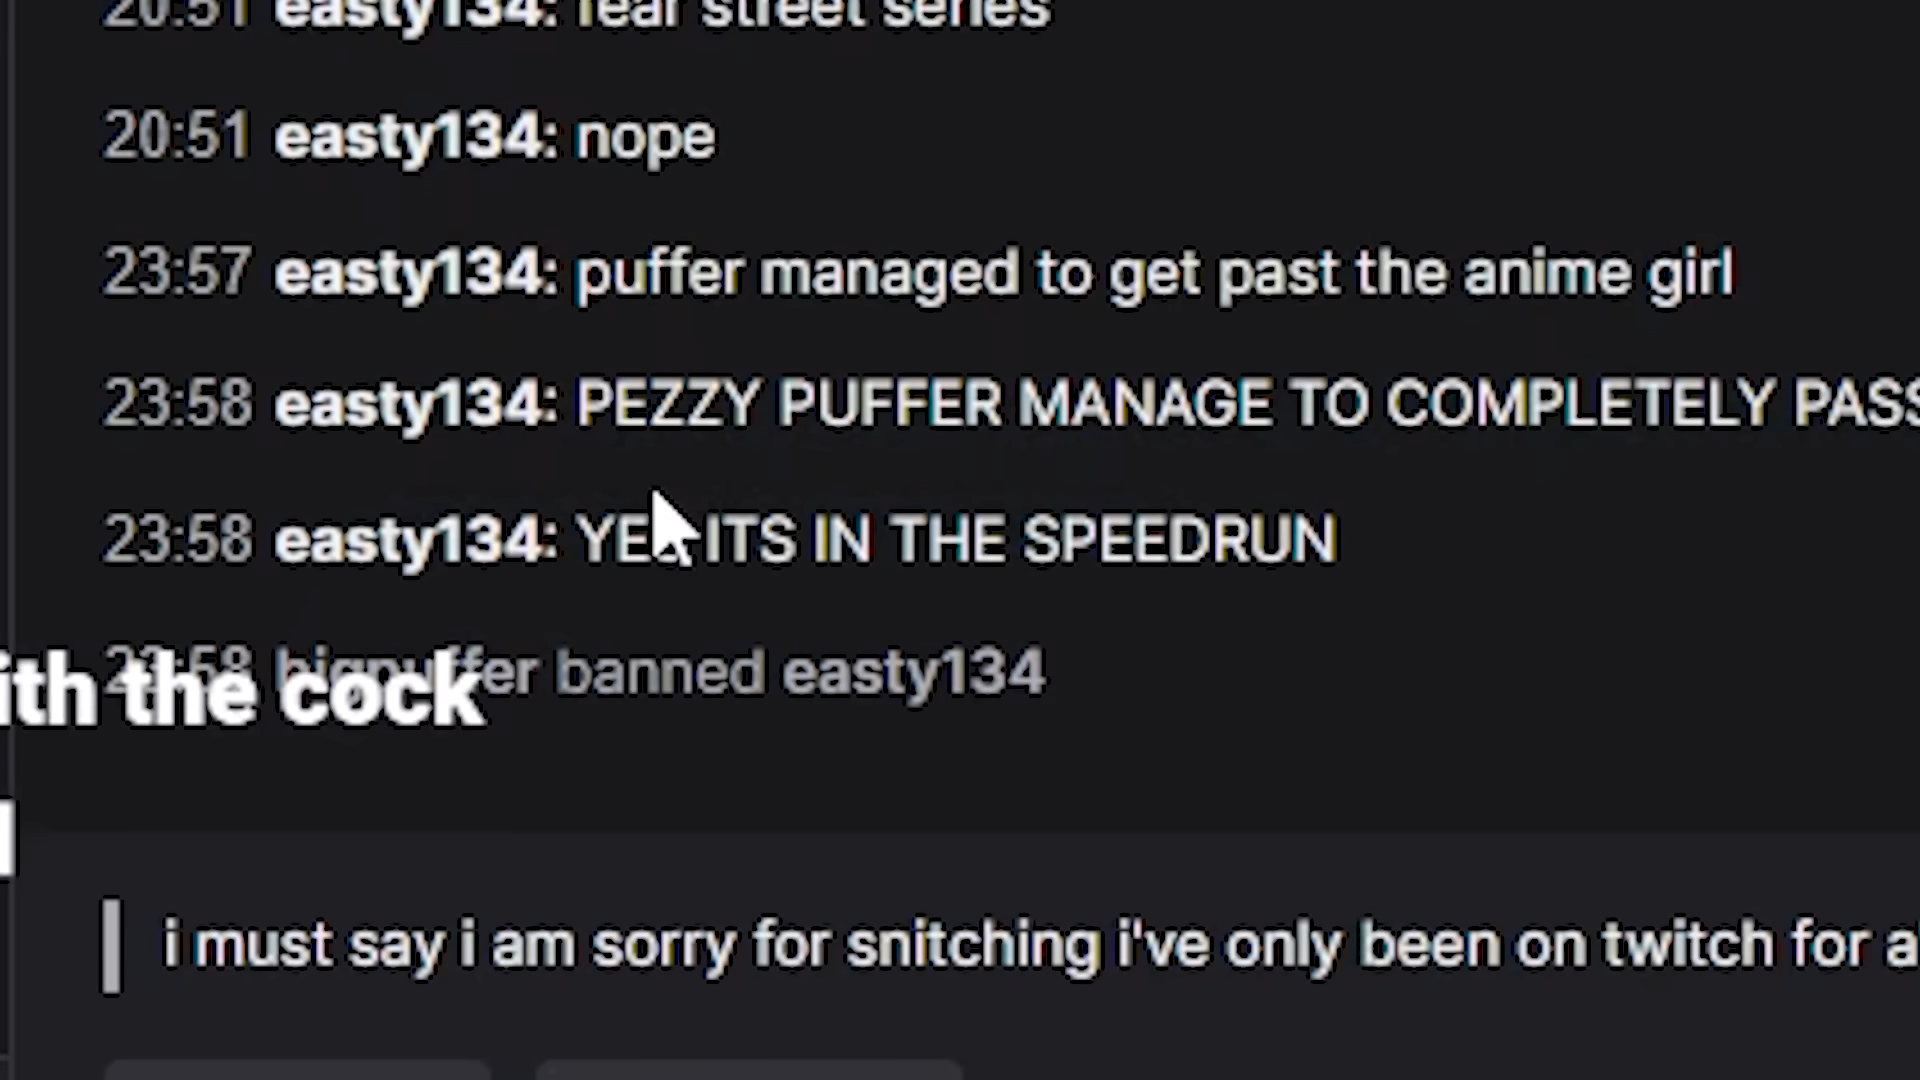 20:51 easty134: fear street series
20:51 easty134: nope
23:57 easty134: puffer managed to get past the anime girl
23:58 easty134: PEZZY PUFFER MANAGE TO COMPLETELY PASS
23:58 easty134: ITS IN THE SPEEDRUN
23:58 bigpuffer banned easty134
ith the cock
i must say i am sorry for snitching i've only been on twitch for a